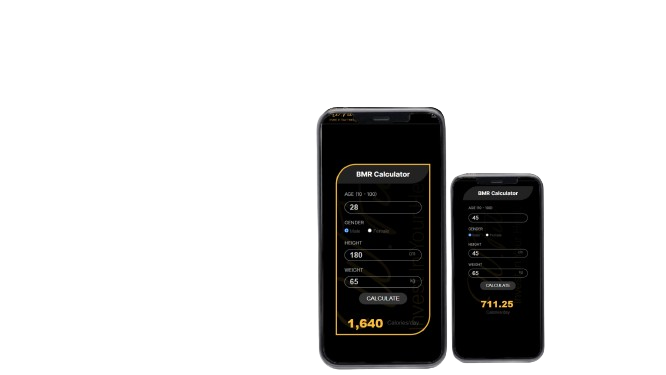 BMR Calculator
AGE (10 - 100)
28
GENDER
Male Female
HEIGHT
180 cm
WEIGHT
65 kg
CALCULATE
1,640 Calories/day
BMR Calculator
AGE (10 - 100)
45
GENDER
Male Female
HEIGHT
45 cm
WEIGHT
65 kg
CALCULATE
711.25
Calories/day